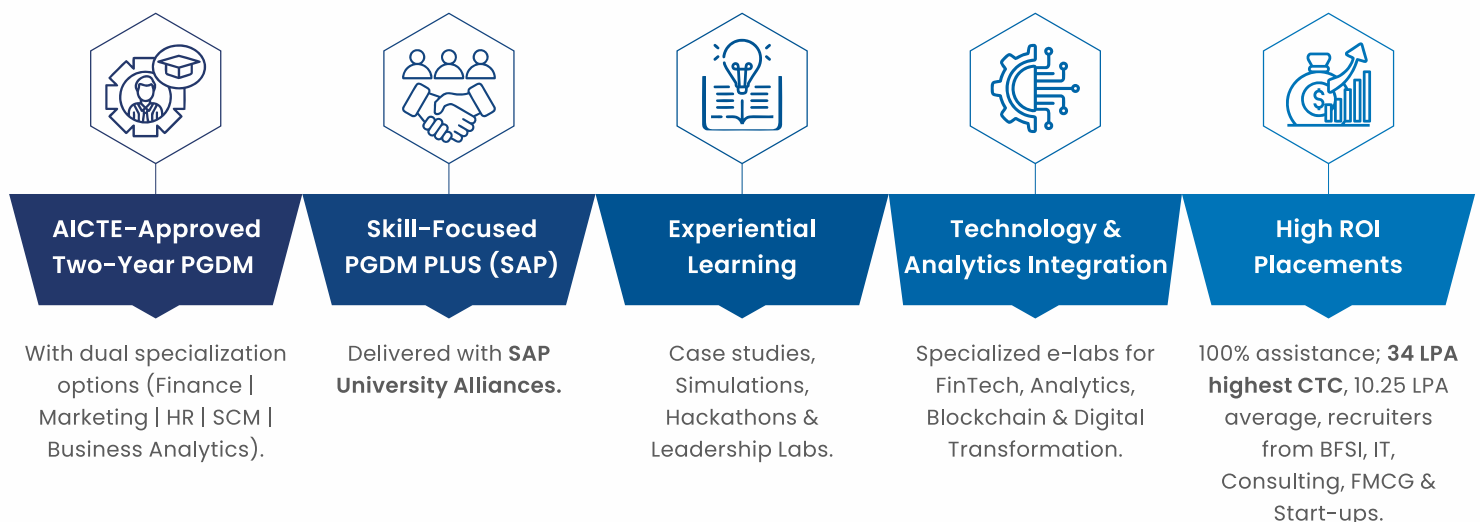 AICTE-Approved
Two-Year PGDM
With dual specialization
options (Finance |
Marketing | HR | SCM |
Business Analytics).
Skill-Focused
PGDM PLUS (SAP)
Delivered with SAP
University Alliances.
Experiential
Learning
Case studies,
Simulations,
Hackathons &
Leadership Labs.
Technology &
Analytics Integration
Specialized e-labs for
FinTech, Analytics,
Blockchain & Digital
Transformation.
High ROI
Placements
100% assistance; 34 LPA
highest CTC, 10.25 LPA
average, recruiters
from BFSI, IT,
Consulting, FMCG &
Start-ups.